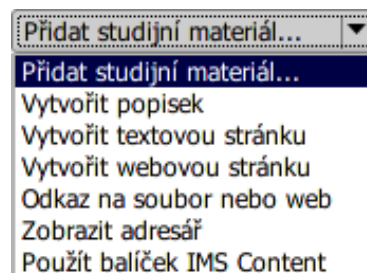 Přidat studijní materiál...
Přidat studijní materiál...
Vytvořit popisek
Vytvořit textovou stránku
Vytvořit webovou stránku
Odkaz na soubor nebo web
Zobrazit adresář
Použít balíček IMS Content